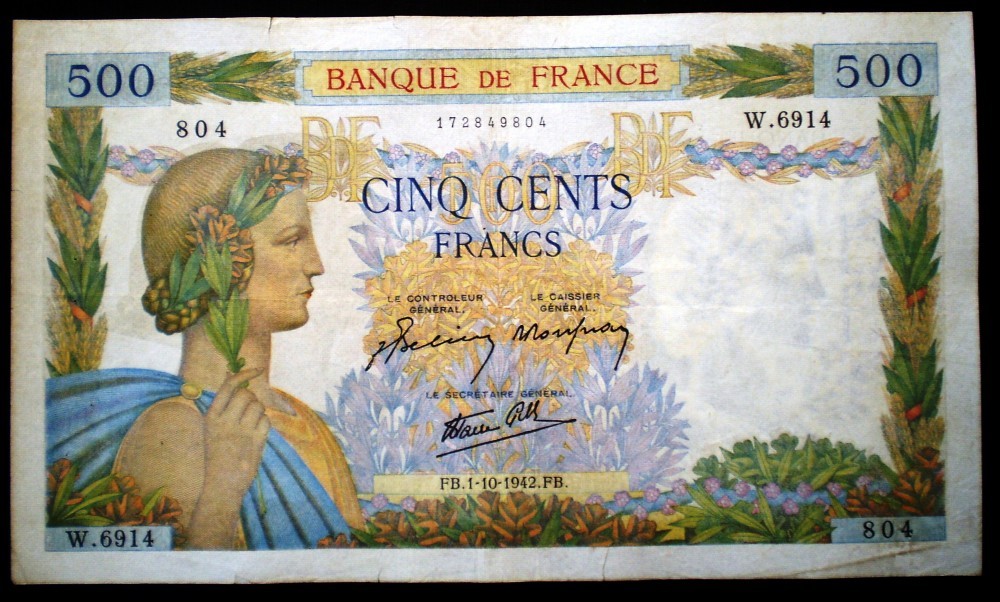 500
BANQUE DE FRANCE
500
804
172849804
W.6914
CINQ CENTS
FRANCS
LE CONTROLEUR
GÉNÉRAL.
LE CAISSIER
GÉNÉRAL.
LE SECRÉTAIRE GÉNÉRAL.
FB.1-10-1942.FB.
W.6914
804